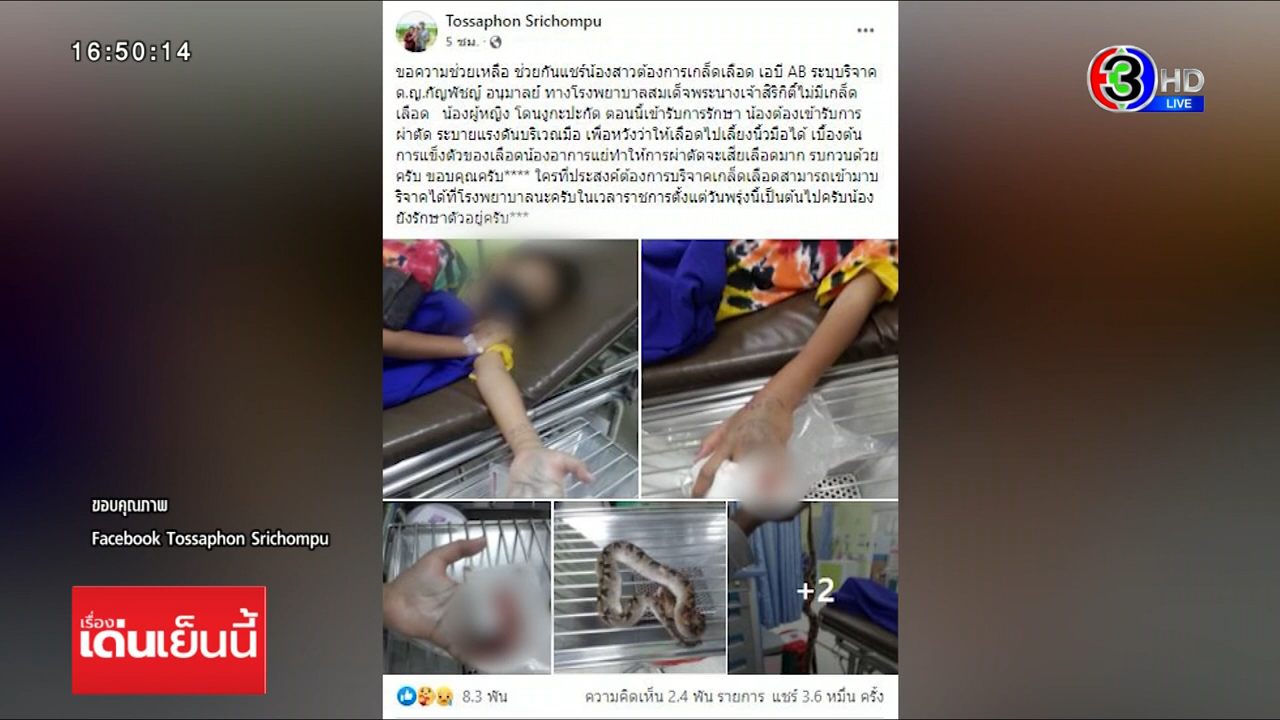 16:50:14
3 HD
LIVE
Tossaphon Srichompu
5 ชม. ·
ขอความช่วยเหลือ ช่วยกันแชร์น้องสาวต้องการเกล็ดเลือด เอบี AB ระบุบริจาค
ด.ญ.กัญพัชญ์ อนุมาลย์ ทางโรงพยาบาลสมเด็จพระนางเจ้าสิริกิติ์ไม่มีเกล็ด
เลือด น้องผู้หญิง โดนงูกะปะกัด ตอนนี้เข้ารับการรักษา น้องต้องเข้ารับการ
ผ่าตัด ระบายแรงดันบริเวณมือ เพื่อหวังว่าให้เลือดไปเลี้ยงนิ้วมือได้ เบื้องต้น
การแข็งตัวของเลือดน้องอาการแย่ทำให้การผ่าตัดจะเสียเลือดมาก รบกวนด้วย
ครับ ขอบคุณครับ**** ใครที่ประสงค์ต้องการบริจาคเกล็ดเลือดสามารถเข้ามาบ
ริจาคได้ที่โรงพยาบาลนะครับในเวลาราชการตั้งแต่วันพรุ่งนี้เป็นต้นไปครับน้อง
ยังรักษาตัวอยู่ครับ***
+2
8.3 พัน ความคิดเห็น 2.4 พัน รายการ แชร์ 3.6 หมื่น ครั้ง
ขอบคุณภาพ
Facebook Tossaphon Srichompu
เรื่อง
เด่นเย็นนี้